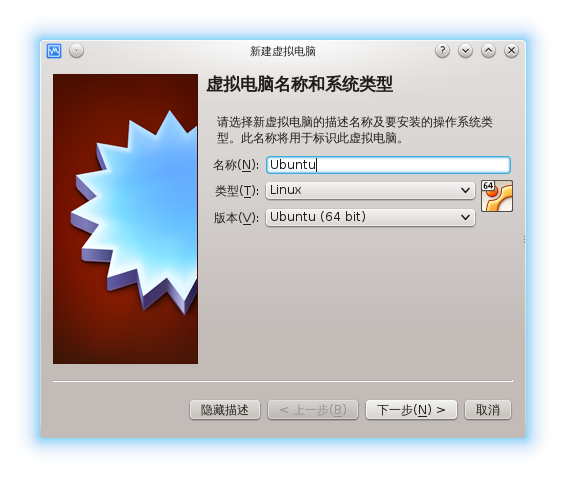 新建虚拟电脑
?
虚拟电脑名称和系统类型
请选择新虚拟电脑的描述名称及要安装的操作系统类
型。此名称将用于标识此虚拟电脑。
名称(N): Ubuntu
类型(T): Linux
64
版本(V): Ubuntu (64 bit)
隐藏描述 < 上一步(B) 下一步(N) > 取消